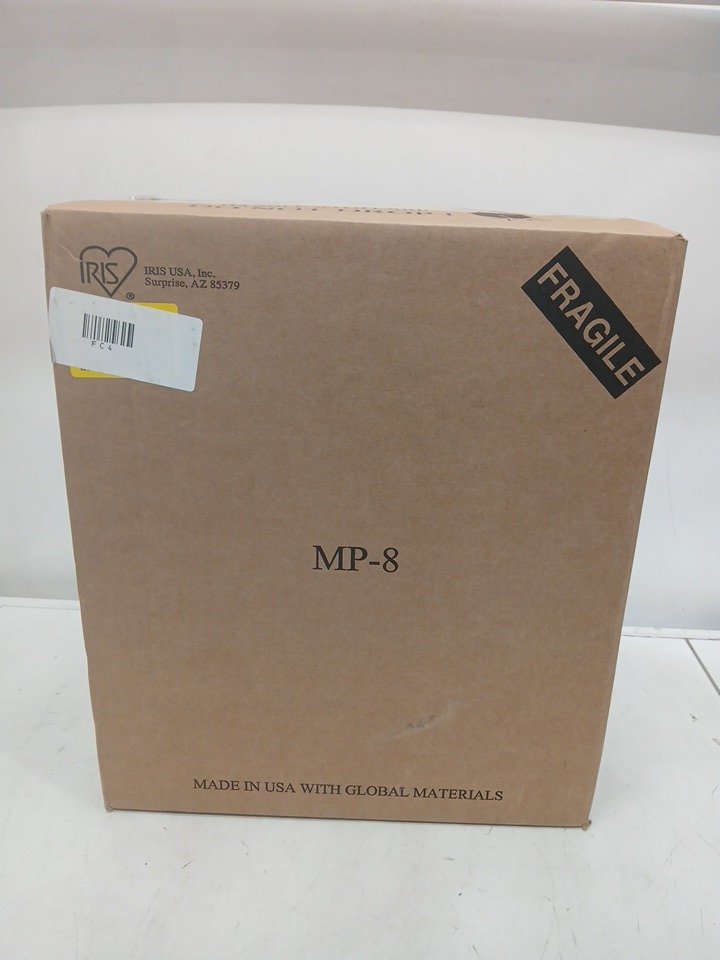 IRIS
®
IRIS USA, Inc.
Surprise, AZ 85379
FRAGILE
FC4
MP-8
MADE IN USA WITH GLOBAL MATERIALS